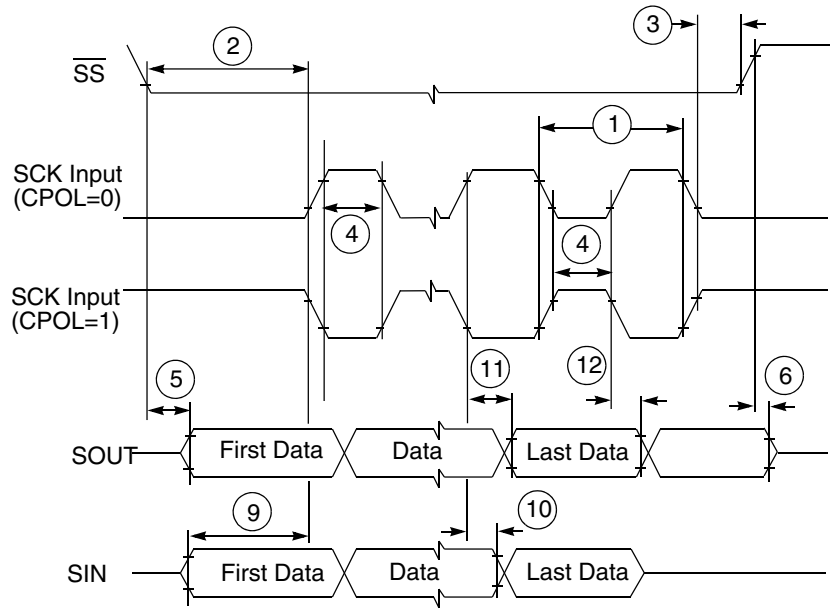 3
2
SS
1
SCK Input
(CPOL=0)
4
4
SCK Input
(CPOL=1)
5
11
12
6
SOUT
First Data
Data
Last Data
9
10
SIN
First Data
Data
Last Data